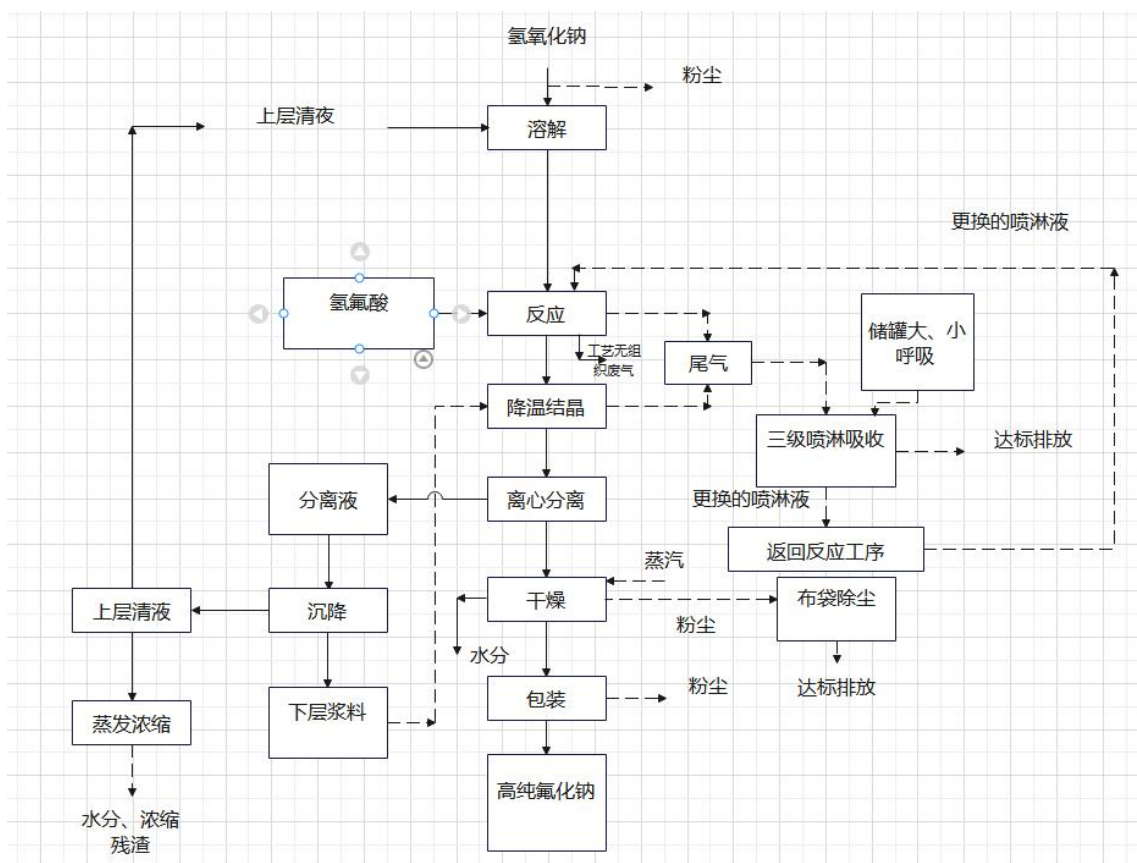 氢氧化钠
粉尘
上层清夜
溶解
更换的喷淋液
氢氟酸
反应
储罐大、小
呼吸
工艺无组
织废气
尾气
降温结晶
三级喷淋吸收
达标排放
分离液
离心分离
更换的喷淋液
返回反应工序
蒸汽
上层清液
沉降
干燥
布袋除尘
粉尘
水分
下层浆料
包装
粉尘
达标排放
蒸发浓缩
高纯氟化钠
水分、浓缩
残渣